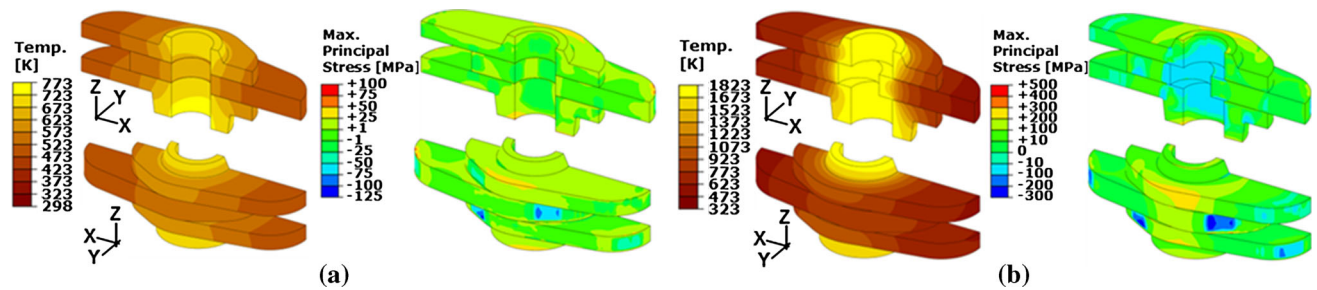 Temp.
[K]
773
723
673
623
573
523
473
423
373
323
298
Z
Y
X
Z
X
Y
Max.
Principal
Stress [MPa]
+100
+75
+50
+25
+1
-1
-25
-50
-75
-100
-125
(a)
Temp.
[K]
1823
1673
1523
1373
1223
1073
923
773
623
473
323
Z
Y
X
Z
X
Y
Max.
Principal
Stress [MPa]
+500
+400
+300
+200
+100
+10
0
-10
-100
-200
-300
(b)